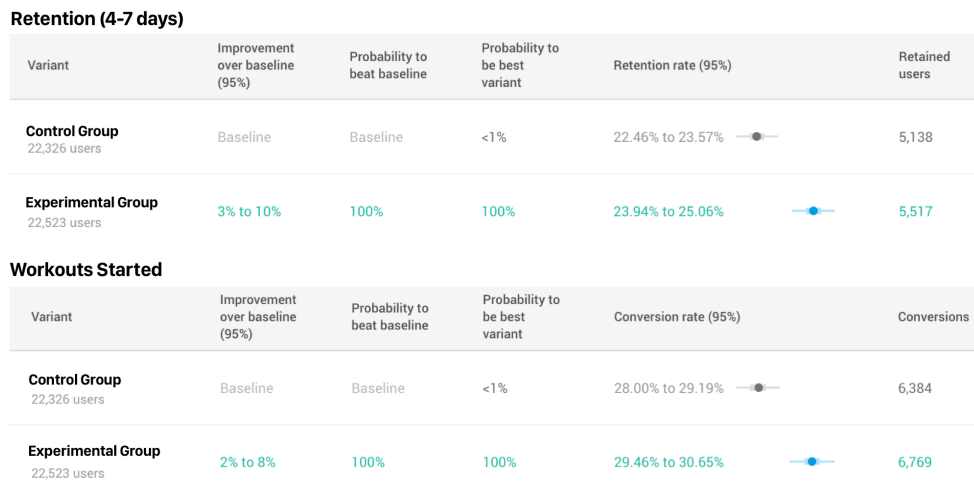 Retention (4-7 days)
Variant
Improvement
over baseline
(95%)
Probability to
beat baseline
Probability to
be best
variant
Retention rate (95%)
Retained
users
Control Group
22,326 users
Baseline
Baseline
<1%
22.46% to 23.57%
5,138
Experimental Group
22,523 users
3% to 10%
100%
100%
23.94% to 25.06%
5,517
Workouts Started
Variant
Improvement
over baseline
(95%)
Probability to
beat baseline
Probability to
be best
variant
Conversion rate (95%)
Conversions
Control Group
22,326 users
Baseline
Baseline
<1%
28.00% to 29.19%
6,384
Experimental Group
22,523 users
2% to 8%
100%
100%
29.46% to 30.65%
6,769